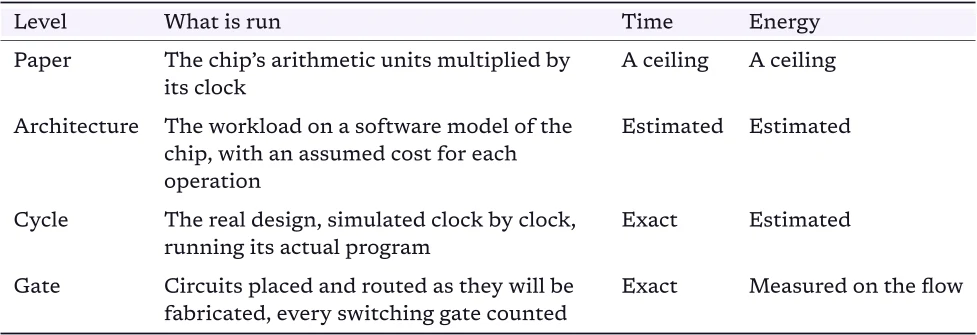 Level What is run Time Energy
Paper The chip’s arithmetic units multiplied by A ceiling A ceiling
its clock
Architecture The workload on a software model of the Estimated Estimated
chip, with an assumed cost for each
operation
Cycle The real design, simulated clock by clock, Exact Estimated
running its actual program
Gate Circuits placed and routed as they will be Exact Measured on the flow
fabricated, every switching gate counted